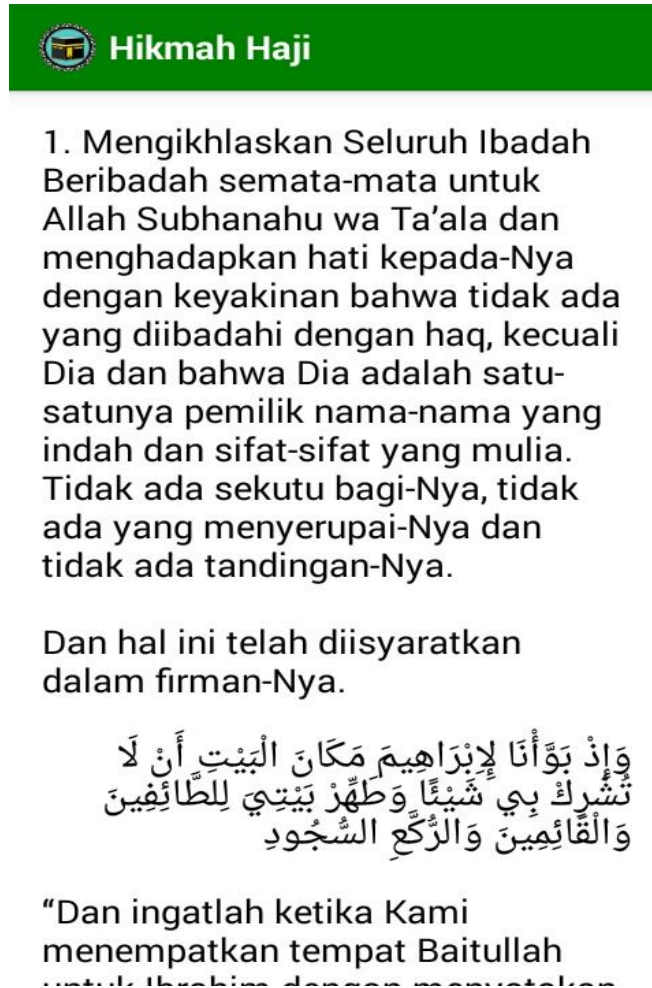 Hikmah Haji
1. Mengikhlaskan Seluruh Ibadah
Beribadah semata-mata untuk
Allah Subhanahu wa Ta’ala dan
menghadapkan hati kepada-Nya
dengan keyakinan bahwa tidak ada
yang diibadahi dengan haq, kecuali
Dia dan bahwa Dia adalah satu-
satunya pemilik nama-nama yang
indah dan sifat-sifat yang mulia.
Tidak ada sekutu bagi-Nya, tidak
ada yang menyerupai-Nya dan
tidak ada tandingan-Nya.
Dan hal ini telah diisyaratkan
dalam firman-Nya.
وَإِذْ بَوَّأْنَا لِإِبْرَاهِيمَ مَكَانَ الْبَيْتِ أَنْ لَا
تُشْرِكْ بِي شَيْئًا وَطَهِّرْ بَيْتِيَ لِلطَّائِفِينَ
وَالْقَائِمِينَ وَالرُّكَّعِ السُّجُودِ
“Dan ingatlah ketika Kami
menempatkan tempat Baitullah
untuk Ibrahim dengan menyatakan